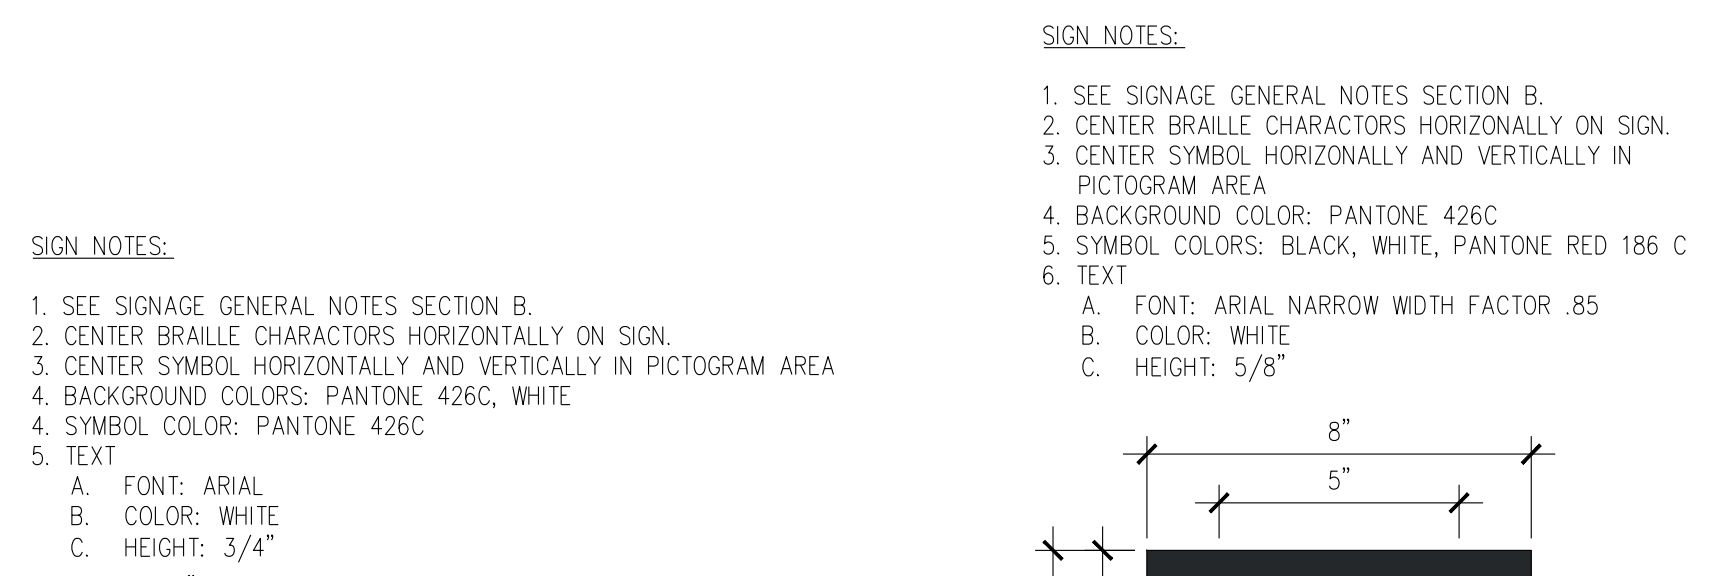 SIGN NOTES:
1. SEE SIGNAGE GENERAL NOTES SECTION B.
2. CENTER BRAILLE CHARACTORS HORIZONTALLY ON SIGN.
3. CENTER SYMBOL HORIZONTALLY AND VERTICALLY IN PICTOGRAM AREA
4. BACKGROUND COLORS: PANTONE 426C, WHITE
4. SYMBOL COLOR: PANTONE 426C
5. TEXT
A. FONT: ARIAL
B. COLOR: WHITE
C. HEIGHT: 3/4”
SIGN NOTES:
1. SEE SIGNAGE GENERAL NOTES SECTION B.
2. CENTER BRAILLE CHARACTORS HORIZONALLY ON SIGN.
3. CENTER SYMBOL HORIZONALLY AND VERTICALLY IN
PICTOGRAM AREA
4. BACKGROUND COLOR: PANTONE 426C
5. SYMBOL COLORS: BLACK, WHITE, PANTONE RED 186 C
6. TEXT
A. FONT: ARIAL NARROW WIDTH FACTOR .85
B. COLOR: WHITE
C. HEIGHT: 5/8”
8”
5”